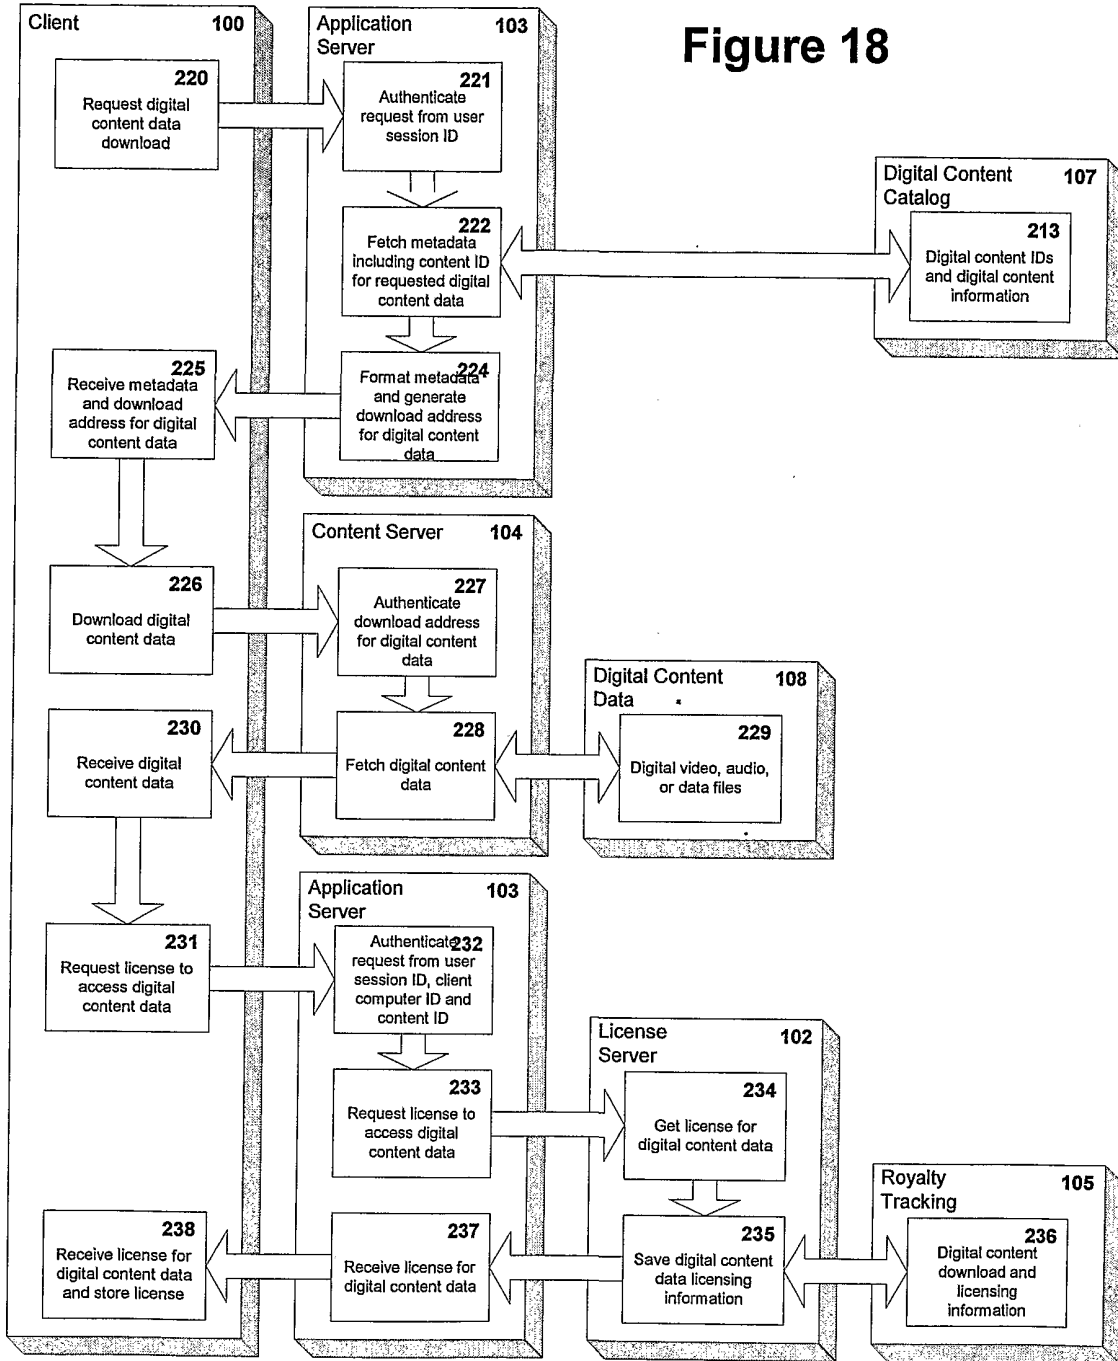 Figure 18
Client 100
220
Request digital
content data
download
Application 103
Server
221
Authenticate
request from user
session ID
222
Fetch metadata
including content ID
for requested digital
content data
Digital Content 107
Catalog
213
Digital content IDs
and digital content
information
224
Format metadata
and generate
download address
for digital content
data
225
Receive metadata
and download
address for digital
content data
Content Server 104
226
Download digital
content data
227
Authenticate
download address
for digital content
data
228
Fetch digital content
data
Digital Content 108
Data
229
Digital video, audio,
or data files
230
Receive digital
content data
231
Request license to
access digital
content data
Application 103
Server
232
Authenticate
request from user
session ID, client
computer ID and
content ID
233
Request license to
access digital
content data
License 102
Server
234
Get license for
digital content data
235
Save digital content
data licensing
information
Royalty 105
Tracking
236
Digital content
download and
licensing
information
237
Receive license for
digital content data
238
Receive license for
digital content data
and store license